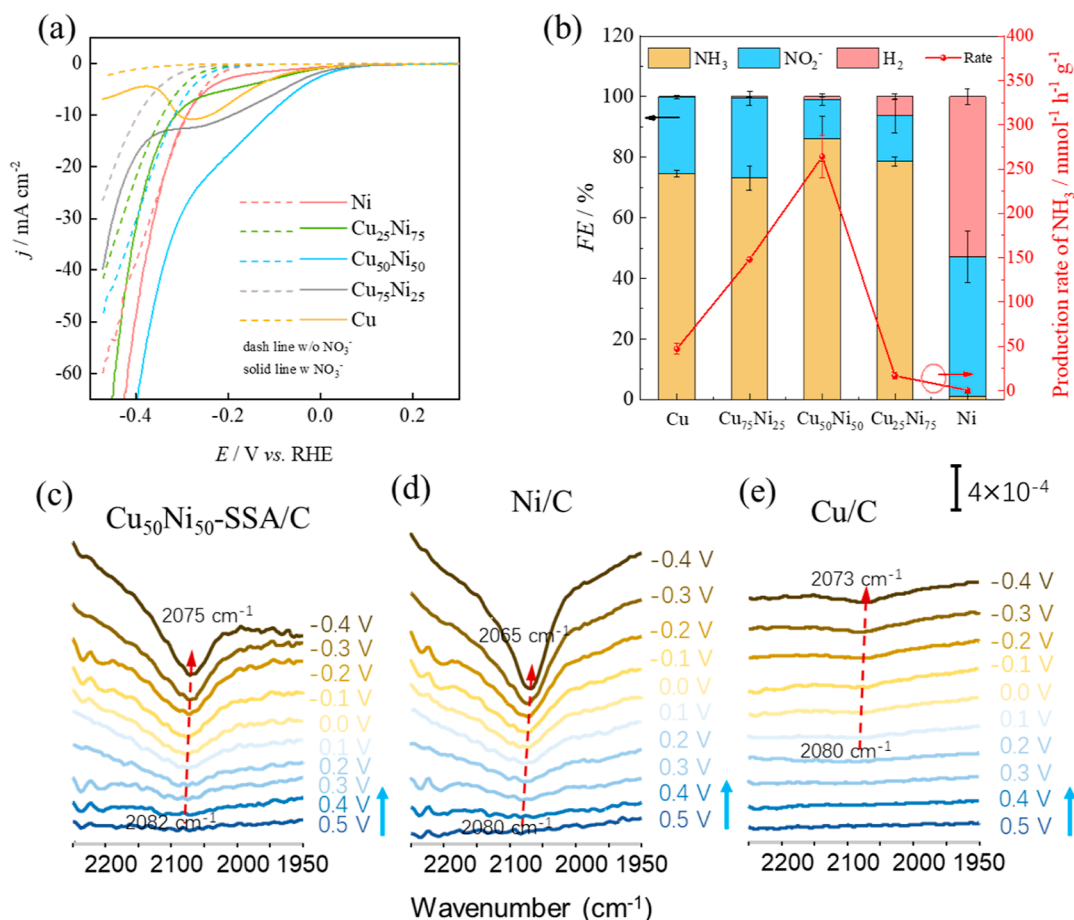 (a)
0
-10
-20
-30
-40
-50
-60
j / mA cm⁻²
Ni
Cu₂₅Ni₇₅
Cu₅₀Ni₅₀
Cu₇₅Ni₂₅
Cu
dash line w/o NO₃⁻
solid line w NO₃⁻
-0.4 -0.2 0.0 0.2
E / V vs. RHE
(b)
NH₃ NO₂⁻ H₂ Rate
120
100
80
60
40
20
0
FE / %
400
350
300
250
200
150
100
50
0
Production rate of NH₃ / mmol⁻¹ h⁻¹ g⁻¹
Cu Cu₇₅Ni₂₅ Cu₅₀Ni₅₀ Cu₂₅Ni₇₅ Ni
(c)
Cu₅₀Ni₅₀-SSA/C
2075 cm⁻¹
-0.4 V
-0.3 V
-0.2 V
-0.1 V
0.0 V
0.1 V
0.2 V
0.3 V
0.4 V
0.5 V
2082 cm⁻¹
2200 2100 2000 1950
(d)
Ni/C
2065 cm⁻¹
-0.4 V
-0.3 V
-0.2 V
-0.1 V
0.0 V
0.1 V
0.2 V
0.3 V
0.4 V
0.5 V
2080 cm⁻¹
2200 2100 2000 1950
(e)
4×10⁻⁴
Cu/C
2073 cm⁻¹
-0.4 V
-0.3 V
-0.2 V
-0.1 V
0.0 V
0.1 V
0.2 V
0.3 V
0.4 V
0.5 V
2080 cm⁻¹
2200 2100 2000 1950
Wavenumber (cm⁻¹)